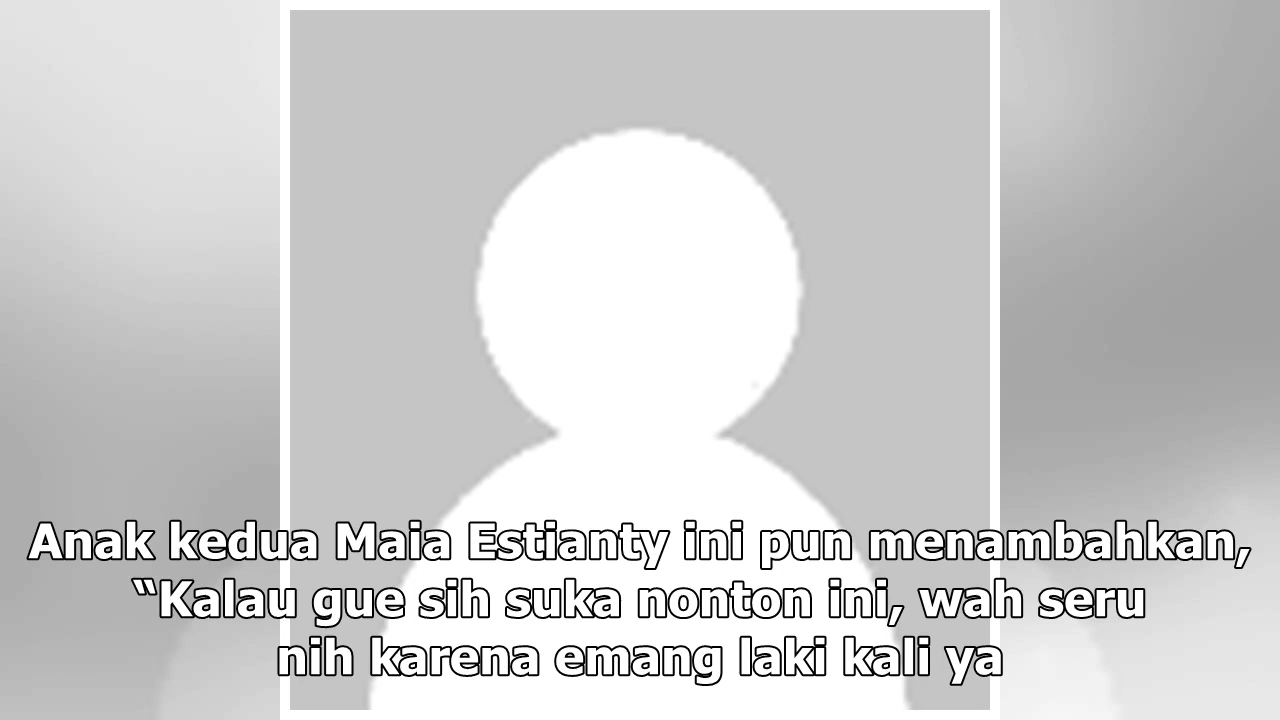 Anak kedua Maia Estianty ini pun menambahkan,
“Kalau gue sih suka nonton ini, wah seru
nih karena emang laki kali ya